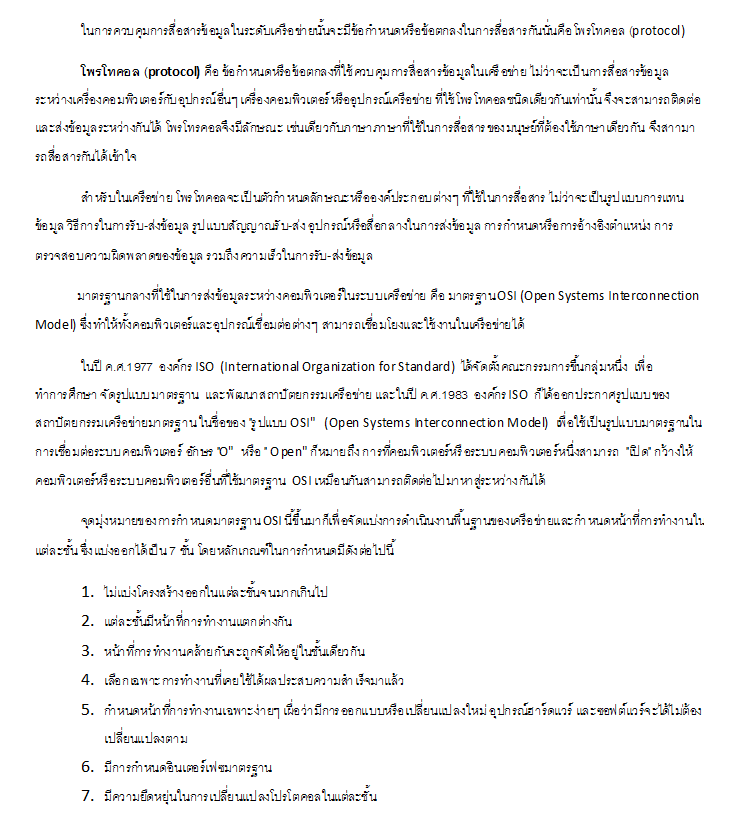 ในการควบคุมการสื่อสารข้อมูลในระดับเครือข่ายนั้นจะมีข้อกำหนดหรือข้อตกลงในการสื่อสารกันนั่นคือ โพรโทคอล (protocol)
โพรโทคอล (protocol) คือ ข้อกำหนดหรือข้อตกลงที่ใช้ควบคุมการสื่อสารข้อมูลในเครือข่าย ไม่ว่าจะเป็นการสื่อสารข้อมูล
ระหว่างเครื่องคอมพิวเตอร์กับอุปกรณ์อื่นๆ เครื่องคอมพิวเตอร์หรืออุปกรณ์เครือข่าย ที่ใช้โพรโทคอลชนิดเดียวกันเท่านั้น จึงจะสามารถติดต่อ
และส่งข้อมูลระหว่างกันได้ โพรโทรคอลจึงมีลักษณะ เช่นเดียวกับภาษาภาษาที่ใช้ในการสื่อสารของมนุษย์ที่ต้องใช้ภาษาเดียวกัน จึงสาามา
รถสื่อสารกันได้เข้าใจ
สำหรับในเครือข่าย โพรโทคอลจะเป็นตัวกำหนดลักษณะหรือองค์ประกอบต่างๆ ที่ใช้ในการสื่อสาร ไม่ว่าจะเป็นรูปแบบการแทน
ข้อมูล วิธีการในการรับ-ส่งข้อมูล รูปแบบสัญญาณรับ-ส่ง อุปกรณ์หรือสื่อกลางในการส่งข้อมูล การกำหนดหรือการอ้างอิงตำแหน่ง การ
ตรวจสอบความผิดพลาดของข้อมูล รวมถึงความเร็วในการรับ-ส่งข้อมูล
มาตรฐานกลางที่ใช้ในการส่งข้อมูลระหว่างคอมพิวเตอร์ในระบบเครือข่าย คือ มาตรฐาน OSI (Open Systems Interconnection
Model) ซึ่งทำให้ทั้งคอมพิวเตอร์และอุปกรณ์เชื่อมต่อต่างๆ สามารถเชื่อมโยงและใช้งานในเครือข่ายได้
ในปี ค.ศ.1977 องค์กร ISO (International Organization for Standard) ได้จัดตั้งคณะกรรมการขึ้นกลุ่มหนึ่ง เพื่อ
ทำการศึกษา จัดรูปแบบมาตรฐาน และพัฒนาสถาปัตยกรรมเครือข่าย และในปี ค.ศ.1983 องค์กร ISO ก็ได้ออกประกาศรูปแบบของ
สถาปัตยกรรมเครือข่ายมาตรฐาน ในชื่อของ "รูปแบบ OSI" (Open Systems Interconnection Model) เพื่อใช้เป็นรูปแบบมาตรฐานใน
การเชื่อมต่อระบบคอมพิวเตอร์ อักษร "O" หรือ " Open" ก็หมายถึง การที่คอมพิวเตอร์หรือระบบคอมพิวเตอร์หนึ่งสามารถ "เปิด" กว้างให้
คอมพิวเตอร์หรือระบบคอมพิวเตอร์อื่นที่ใช้มาตรฐาน OSI เหมือนกันสามารถติดต่อไปมาหาสู่ระหว่างกันได้
จุดมุ่งหมายของการกำหนดมาตรฐาน OSI นี้ขึ้นมาก็เพื่อจัดแบ่งการดำเนินงานพื้นฐานของเครือข่ายและกำหนดหน้าที่การทำงานใน
แต่ละชั้น ซึ่งแบ่งออกได้เป็น 7 ชั้น โดยหลักเกณฑ์ในการกำหนดมีดังต่อไปนี้
1. ไม่แบ่งโครงสร้างออกในแต่ละชั้นจนมากเกินไป
2. แต่ละชั้นมีหน้าที่การทำงานแตกต่างกัน
3. หน้าที่การทำงานคล้ายกันจะถูกจัดให้อยู่ในชั้นเดียวกัน
4. เลือกเฉพาะการทำงานที่เคยใช้ได้ผลประสบความสำเร็จมาแล้ว
5. กำหนดหน้าที่การทำงานเฉพาะง่ายๆ เผื่อว่ามีการออกแบบหรือเปลี่ยนแปลงใหม่ อุปกรณ์ฮาร์ดแวร์ และซอฟต์แวร์จะได้ไม่ต้อง
เปลี่ยนแปลงตาม
6. มีการกำหนดอินเตอร์เฟซมาตรฐาน
7. มีความยืดหยุ่นในการเปลี่ยนแปลงโปรโตคอลในแต่ละชั้น